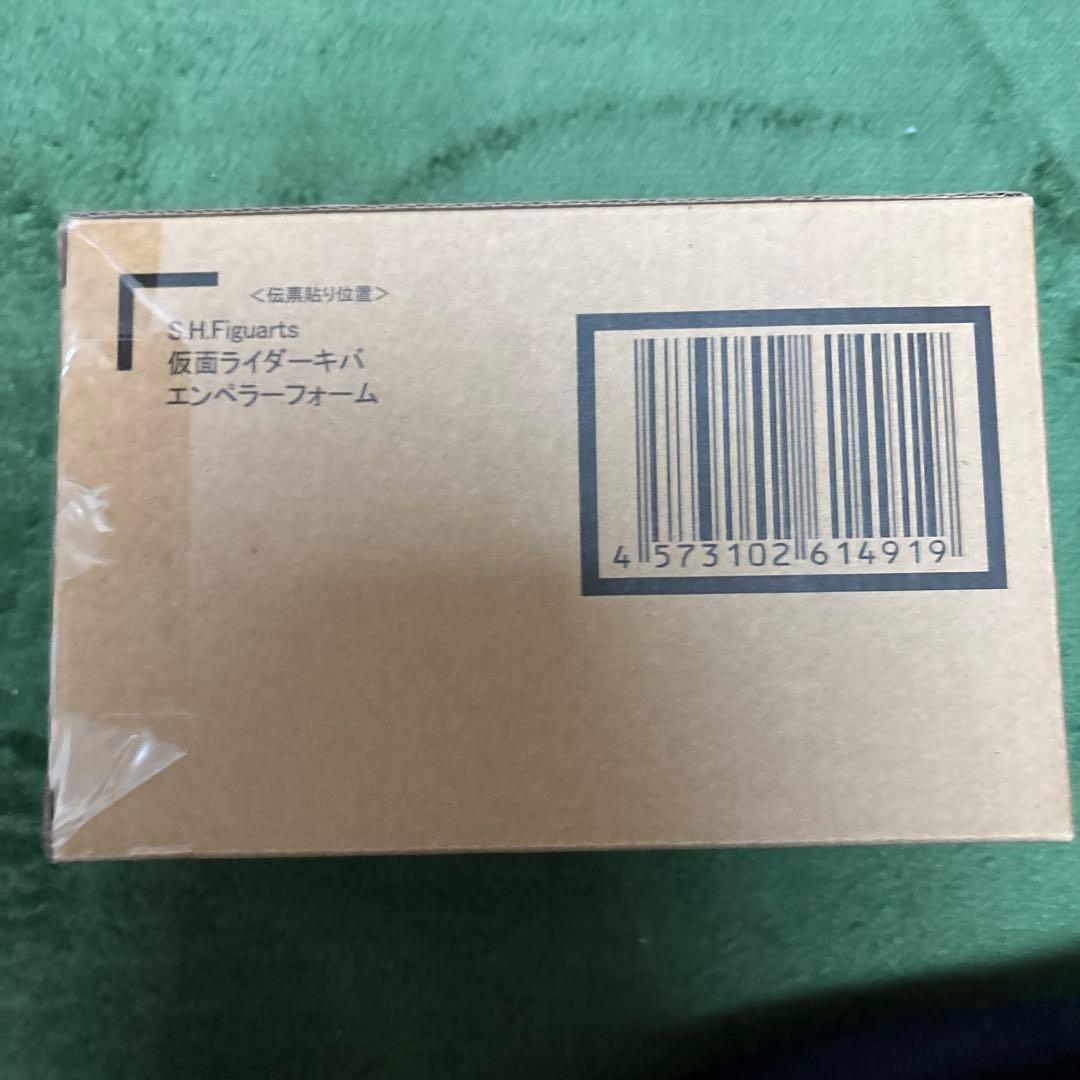 <伝票貼り位置>
S.H.Figuarts
仮面ライダーキバ
エンペラーフォーム
4 573102 614919